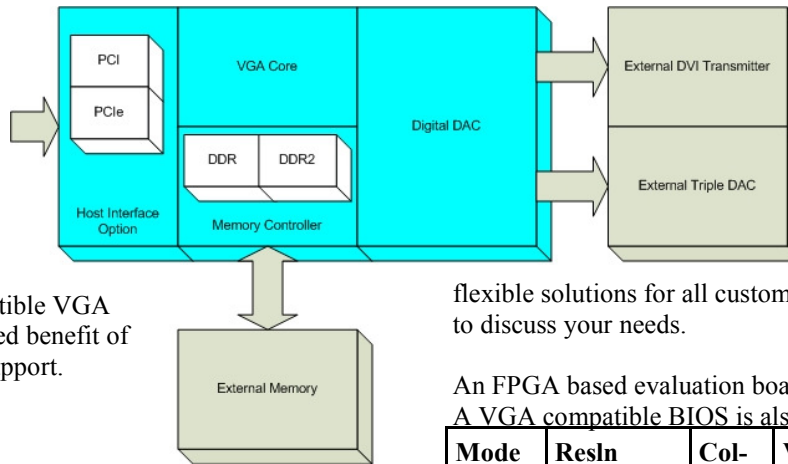 PCI
PCIe
Host Interface
Option
VGA Core
DDR
DDR2
Memory Controller
Digital DAC
External DVI Transmitter
External Triple DAC
External Memory
tible VGA
ed benefit of
pport.
flexible solutions for all custom
to discuss your needs.
An FPGA based evaluation boa
A VGA compatible BIOS is als
Mode
Resln
Col-
V